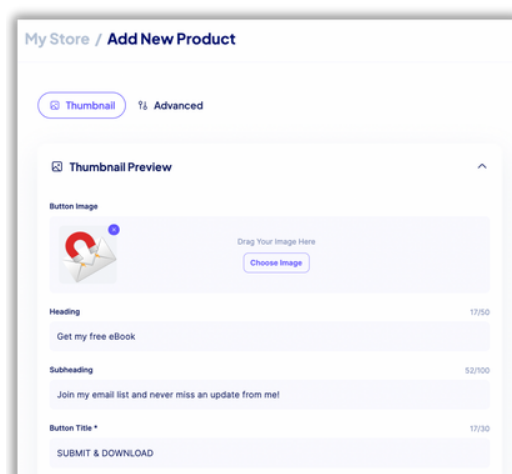 My Store / Add New Product
Thumbnail Advanced
Thumbnail Preview
Button Image
Drag Your Image Here
Choose Image
Heading 17/50
Get my free eBook
Subheading 52/100
Join my email list and never miss an update from me!
Button Title * 17/30
SUBMIT & DOWNLOAD